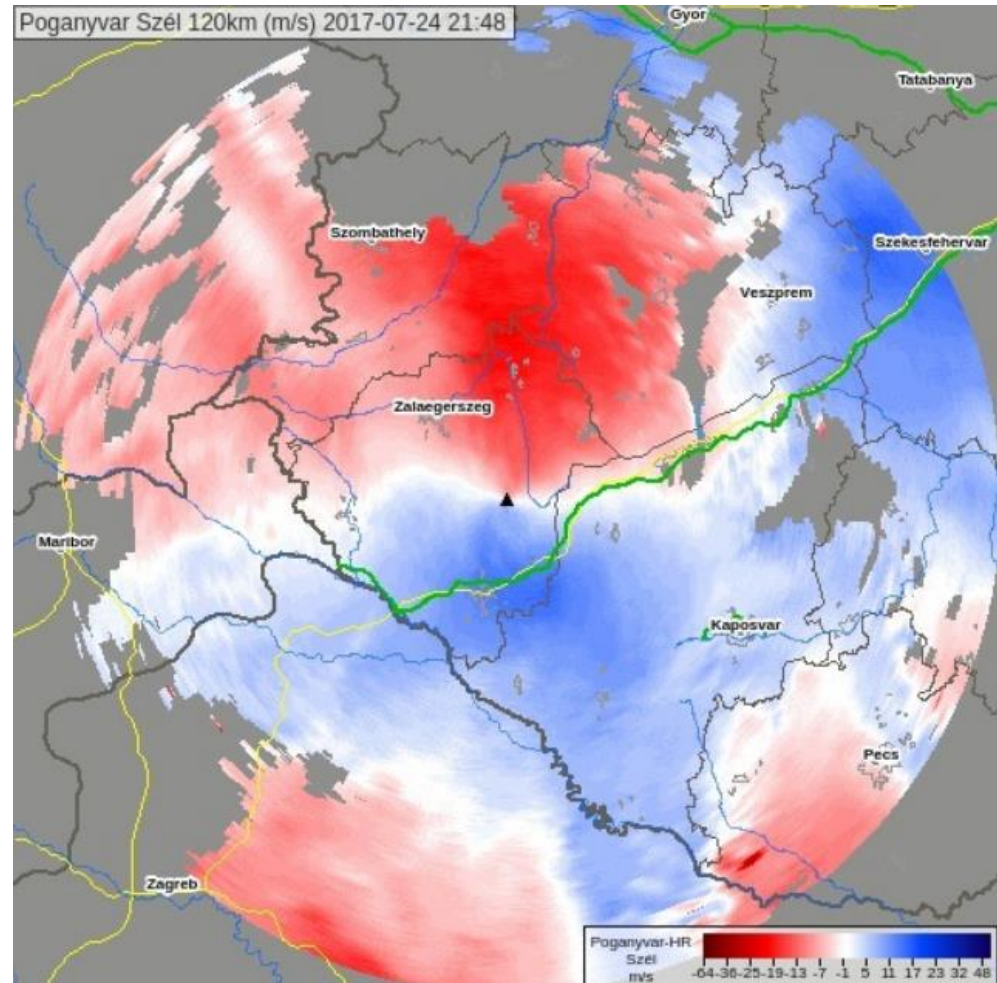 Poganyvar Szél 120km (m/s) 2017-07-24 21:48
Gyor
Tatabanya
Szombathely
Szekesfehervar
Veszprem
Zalaegerszeg
Maribor
Kaposvar
Pecs
Zagreb
Poganyvar-HR
Szél
m/s
-64-36-25-19-13 -7 -1 5 11 17 23 32 48